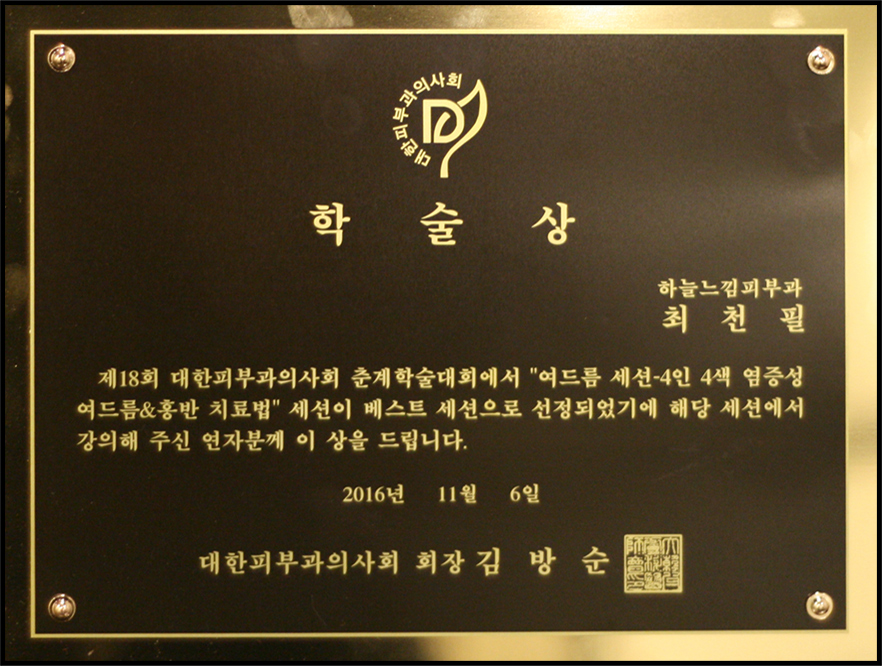 대한피부과의사회
학 술 상
하늘느낌피부과
최 천 필
제18회 대한피부과의사회 춘계학술대회에서 "여드름 세션-4인 4색 염증성
여드름&홍반 치료법" 세션이 베스트 세션으로 선정되었기에 해당 세션에서
강의해 주신 연자분께 이 상을 드립니다.
2016년 11월 6일
대한피부과의사회 회장 김 방 순